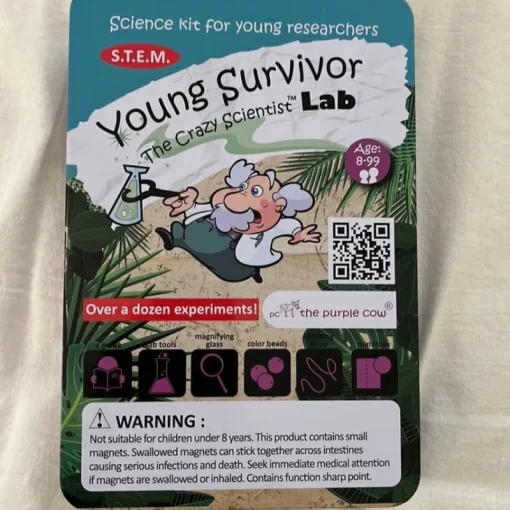 Science kit for young researchers
S.T.E.M.
Young Survivor
The Crazy Scientist™ Lab
Age:
8-99
Over a dozen experiments!
pc the purple cow®
magnifying
lab tools glass color beads
WARNING :
Not suitable for children under 8 years. This product contains small
magnets. Swallowed magnets can stick together across intestines
causing serious infections and death. Seek immediate medical attention
if magnets are swallowed or inhaled. Contains function sharp point.